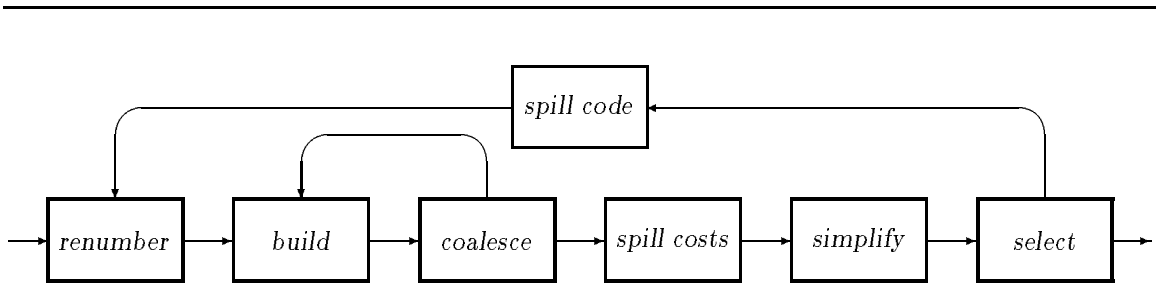 spill code
renumber
build
coalesce
spill costs
simplify
select